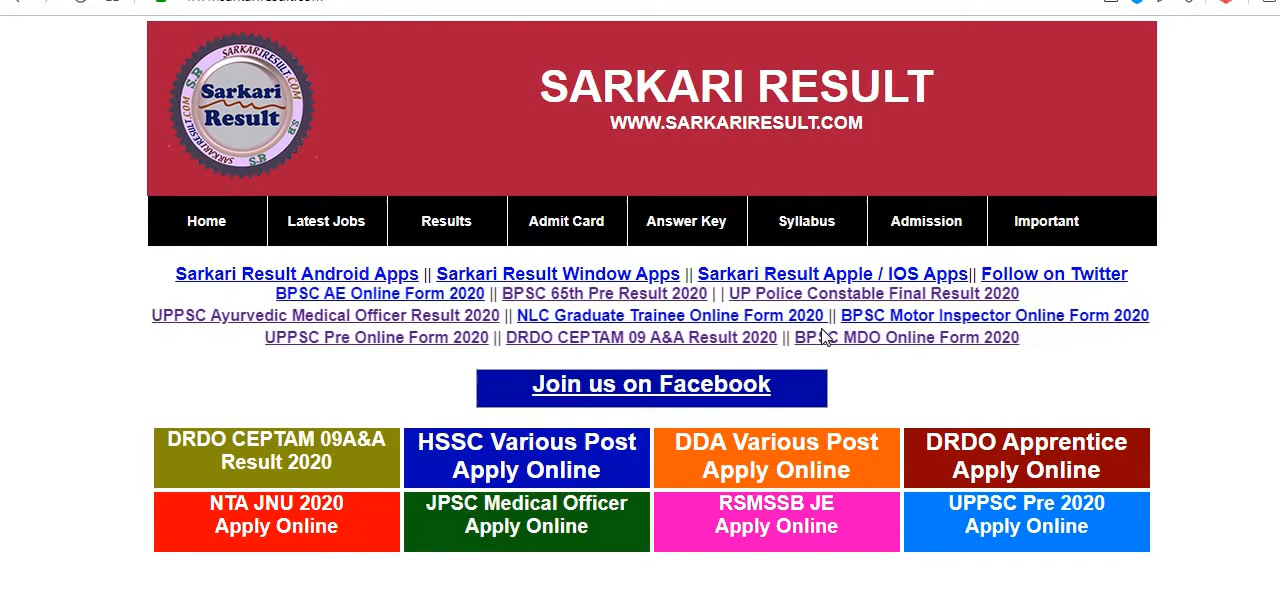 SARKARIRESULT.COM
S.R
Sarkari
Result
SARKARIRESULT.COM
S.R
S.R
SARKARI RESULT
WWW.SARKARIRESULT.COM
Home Latest Jobs Results Admit Card Answer Key Syllabus Admission Important
Sarkari Result Android Apps || Sarkari Result Window Apps || Sarkari Result Apple / IOS Apps|| Follow on Twitter
BPSC AE Online Form 2020 || BPSC 65th Pre Result 2020 | | UP Police Constable Final Result 2020
UPPSC Ayurvedic Medical Officer Result 2020 || NLC Graduate Trainee Online Form 2020 || BPSC Motor Inspector Online Form 2020
UPPSC Pre Online Form 2020 || DRDO CEPTAM 09 A&A Result 2020 || BPSC MDO Online Form 2020
Join us on Facebook
DRDO CEPTAM 09A&A
Result 2020
HSSC Various Post
Apply Online
DDA Various Post
Apply Online
DRDO Apprentice
Apply Online
NTA JNU 2020
Apply Online
JPSC Medical Officer
Apply Online
RSMSSB JE
Apply Online
UPPSC Pre 2020
Apply Online